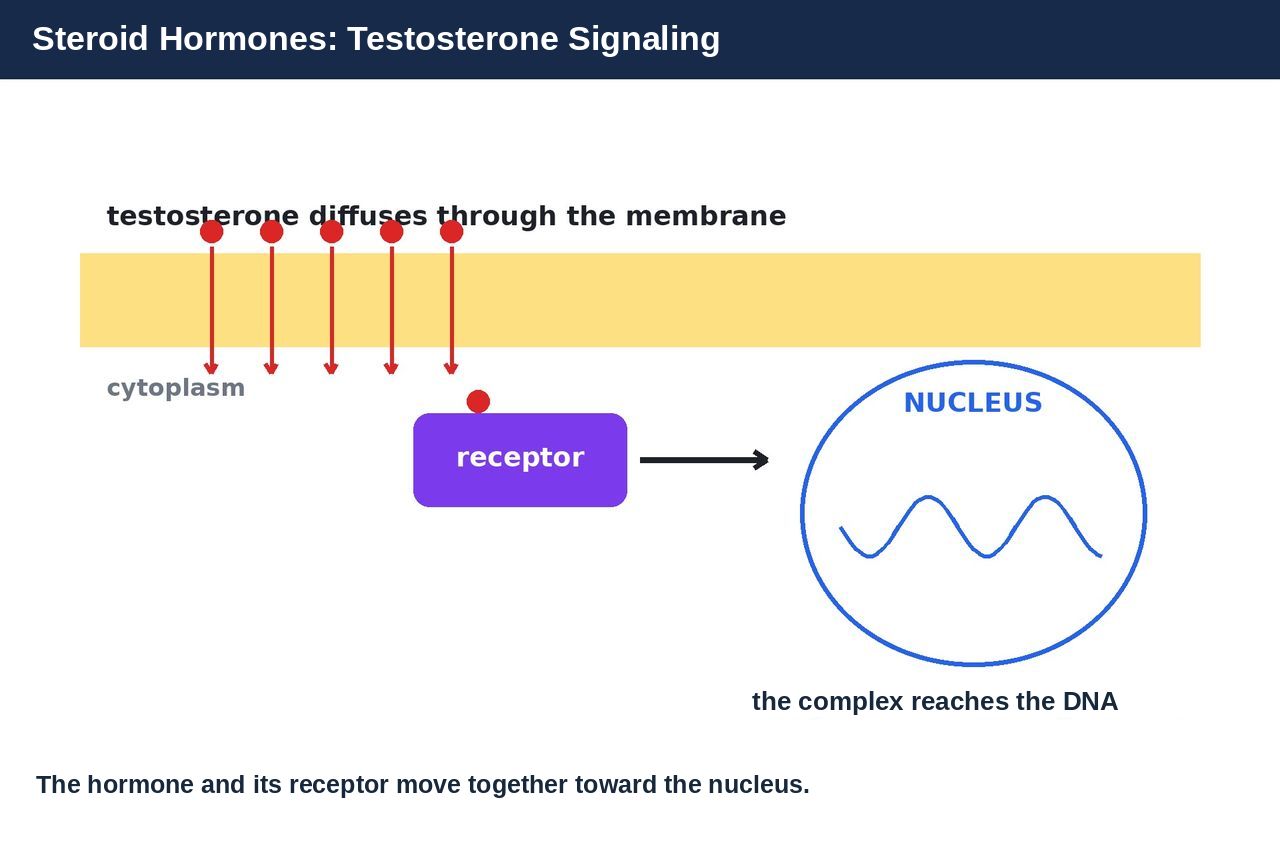 Steroid Hormones: Testosterone Signaling
testosterone diffuses through the membrane
cytoplasm
NUCLEUS
receptor
the complex reaches the DNA
The hormone and its receptor move together toward the nucleus.